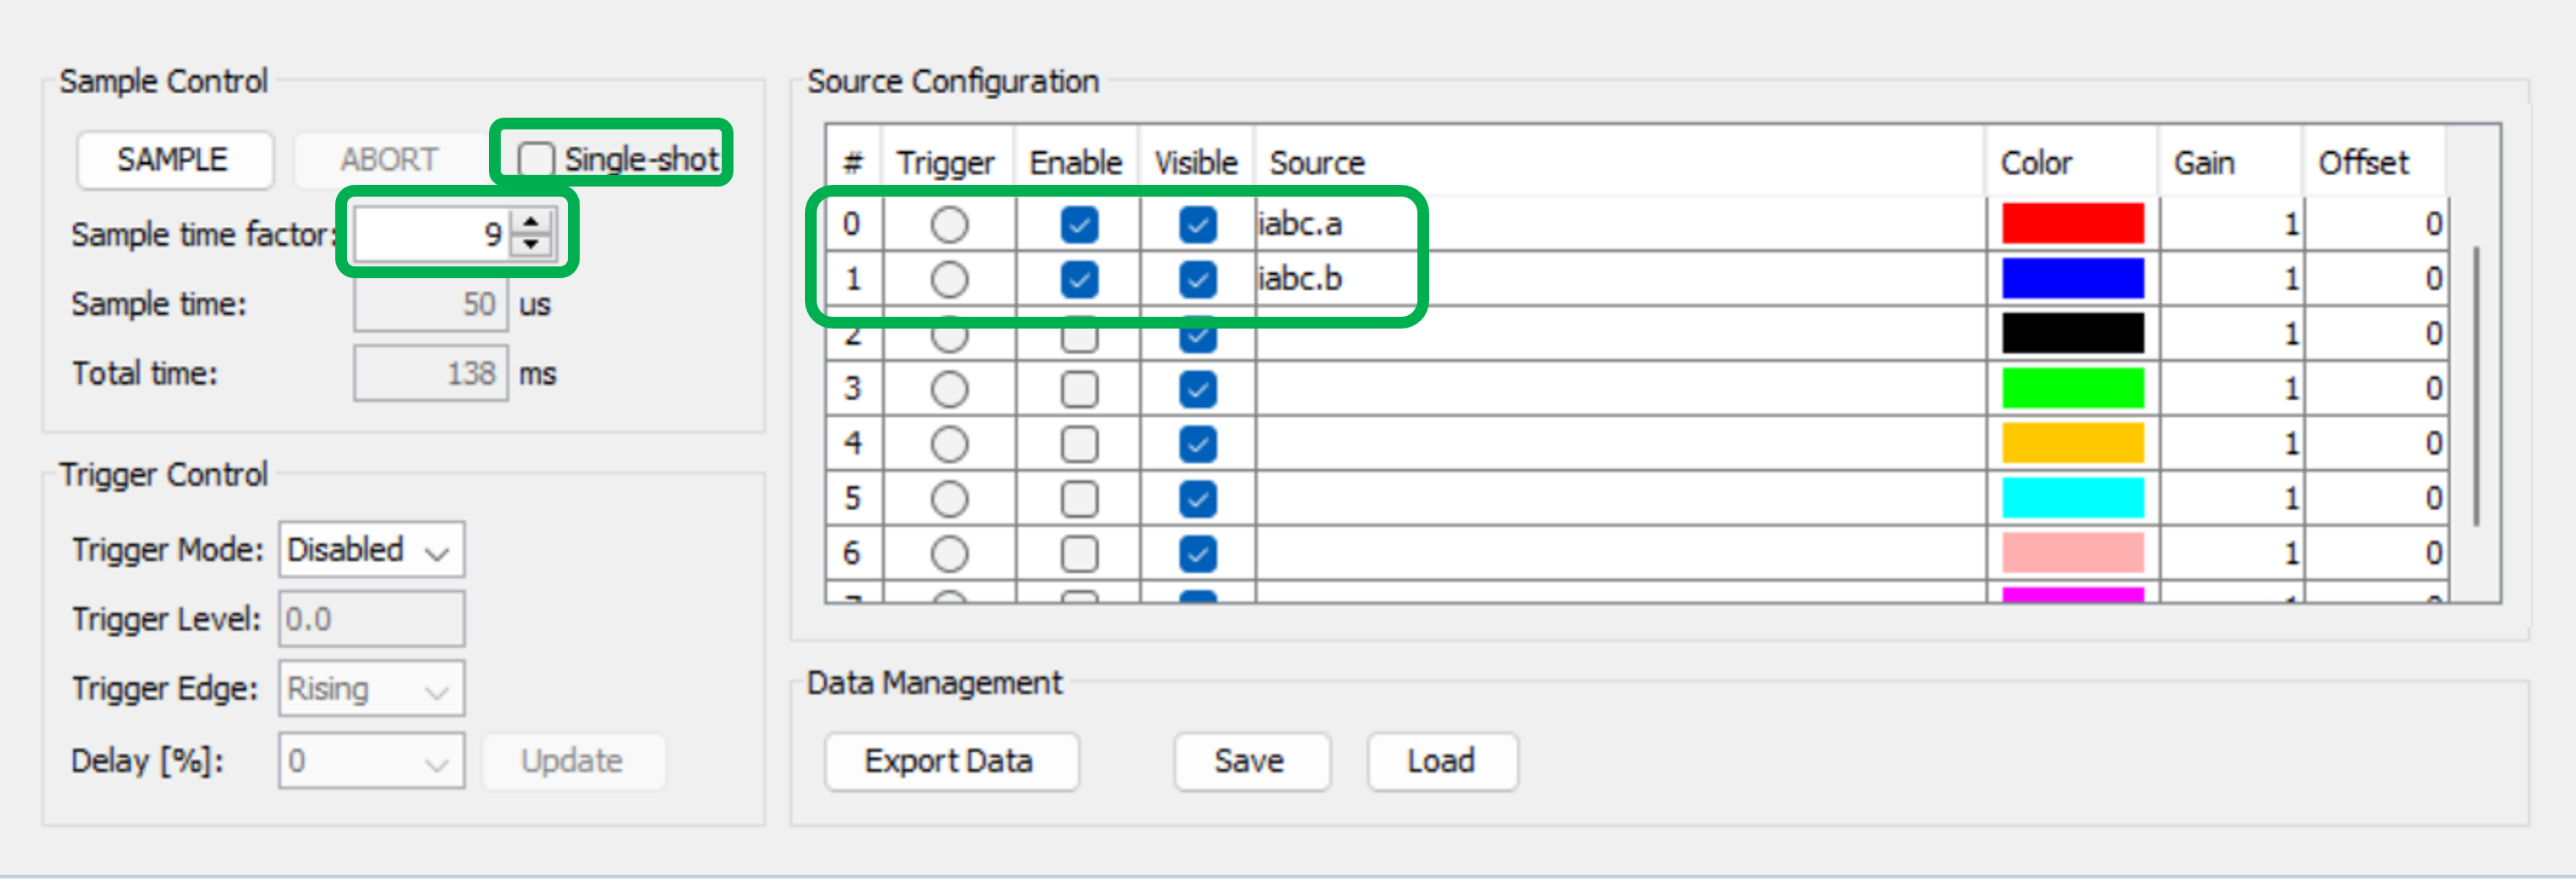 Sample Control
SAMPLE ABORT Single-shot
Sample time factor: 9
Sample time: 50 us
Total time: 138 ms
Trigger Control
Trigger Mode: Disabled
Trigger Level: 0.0
Trigger Edge: Rising
Delay [%]: 0 Update
Source Configuration
# Trigger Enable Visible Source Color Gain Offset
0 iabc.a 1 0
1 iabc.b 1 0
2 1 0
3 1 0
4 1 0
5 1 0
6 1 0
Data Management
Export Data Save Load